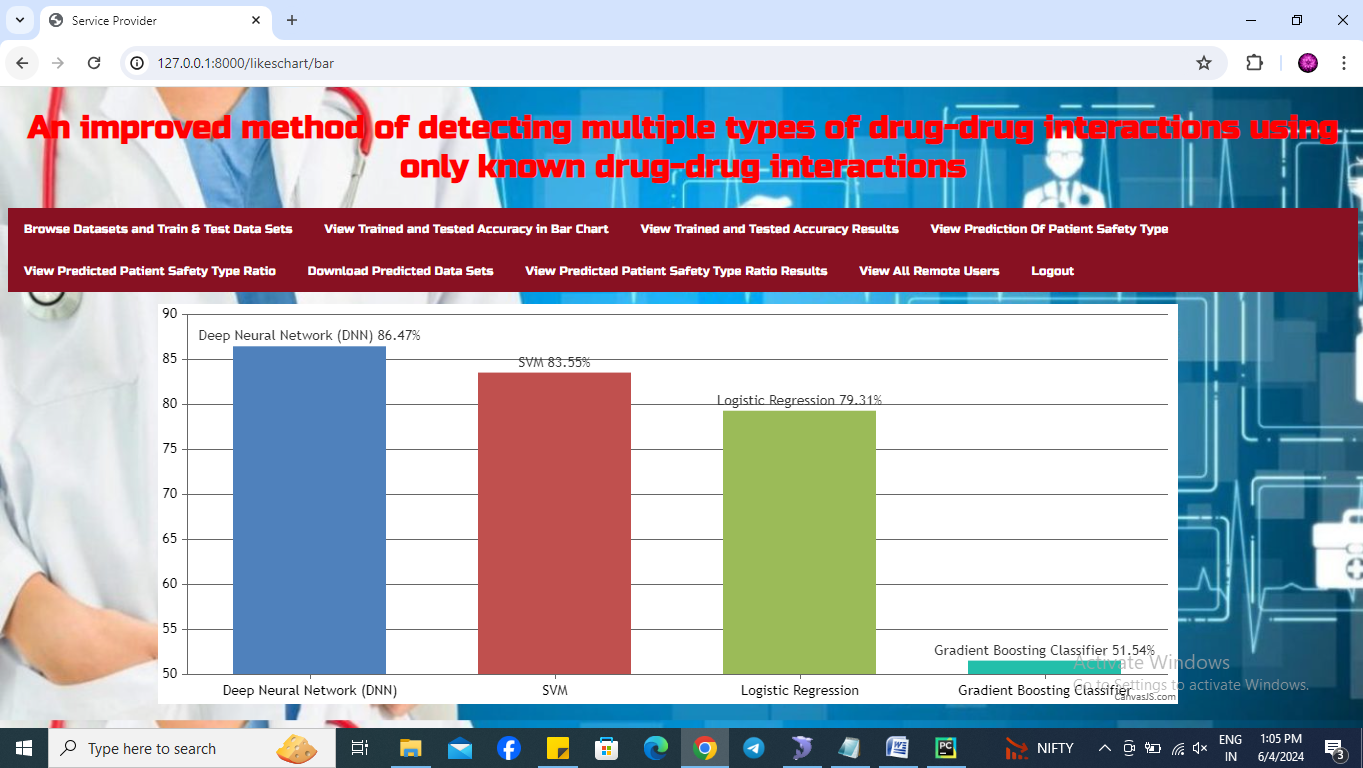 Service Provider
127.0.0.1:8000/likeschart/bar
An improved method of detecting multiple types of drug-drug interactions using
only known drug-drug interactions
Browse Datasets and Train & Test Data Sets View Trained and Tested Accuracy in Bar Chart View Trained and Tested Accuracy Results View Prediction Of Patient Safety Type
View Predicted Patient Safety Type Ratio Download Predicted Data Sets View Predicted Patient Safety Type Ratio Results View All Remote Users Logout
90
Deep Neural Network (DNN) 86.47%
85
SVM 83.55%
80
Logistic Regression 79.31%
75
70
65
60
55
Gradient Boosting Classifier 51.54%
50
Deep Neural Network (DNN) SVM Logistic Regression Gradient Boosting Classifier
CanvasJS.com
Activate Windows
Go to Settings to activate Windows.
Type here to search
NIFTY
ENG
IN
1:05 PM
6/4/2024
3
PC